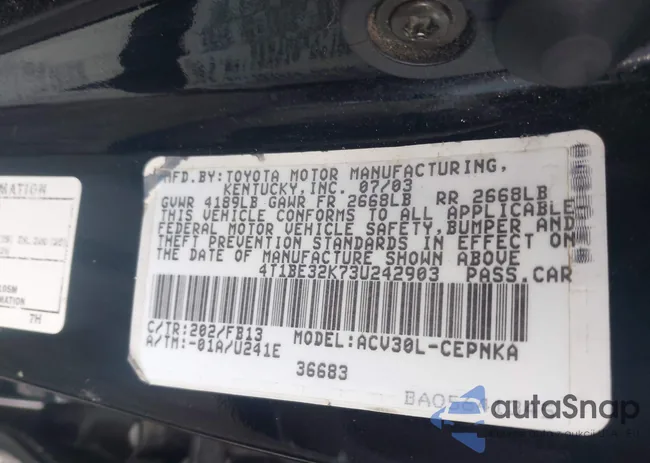 MFD.BY:TOYOTA MOTOR MANUFACTURING,
KENTUCKY,INC. 07/03
GVWR 4189LB GAWR FR 2668LB RR 2668LB
THIS VEHICLE CONFORMS TO ALL APPLICABLE
FEDERAL MOTOR VEHICLE SAFETY,BUMPER,AND
THEFT PREVENTION STANDARDS IN EFFECT ON
THE DATE OF MANUFACTURE SHOWN ABOVE
4T1BE32K73U242903 PASS.CAR
C/TR:202/FB13 MODEL:ACV30L-CEPNKA
A/TM:-01A/U241E
36683
BA0564
7H
autoSnap